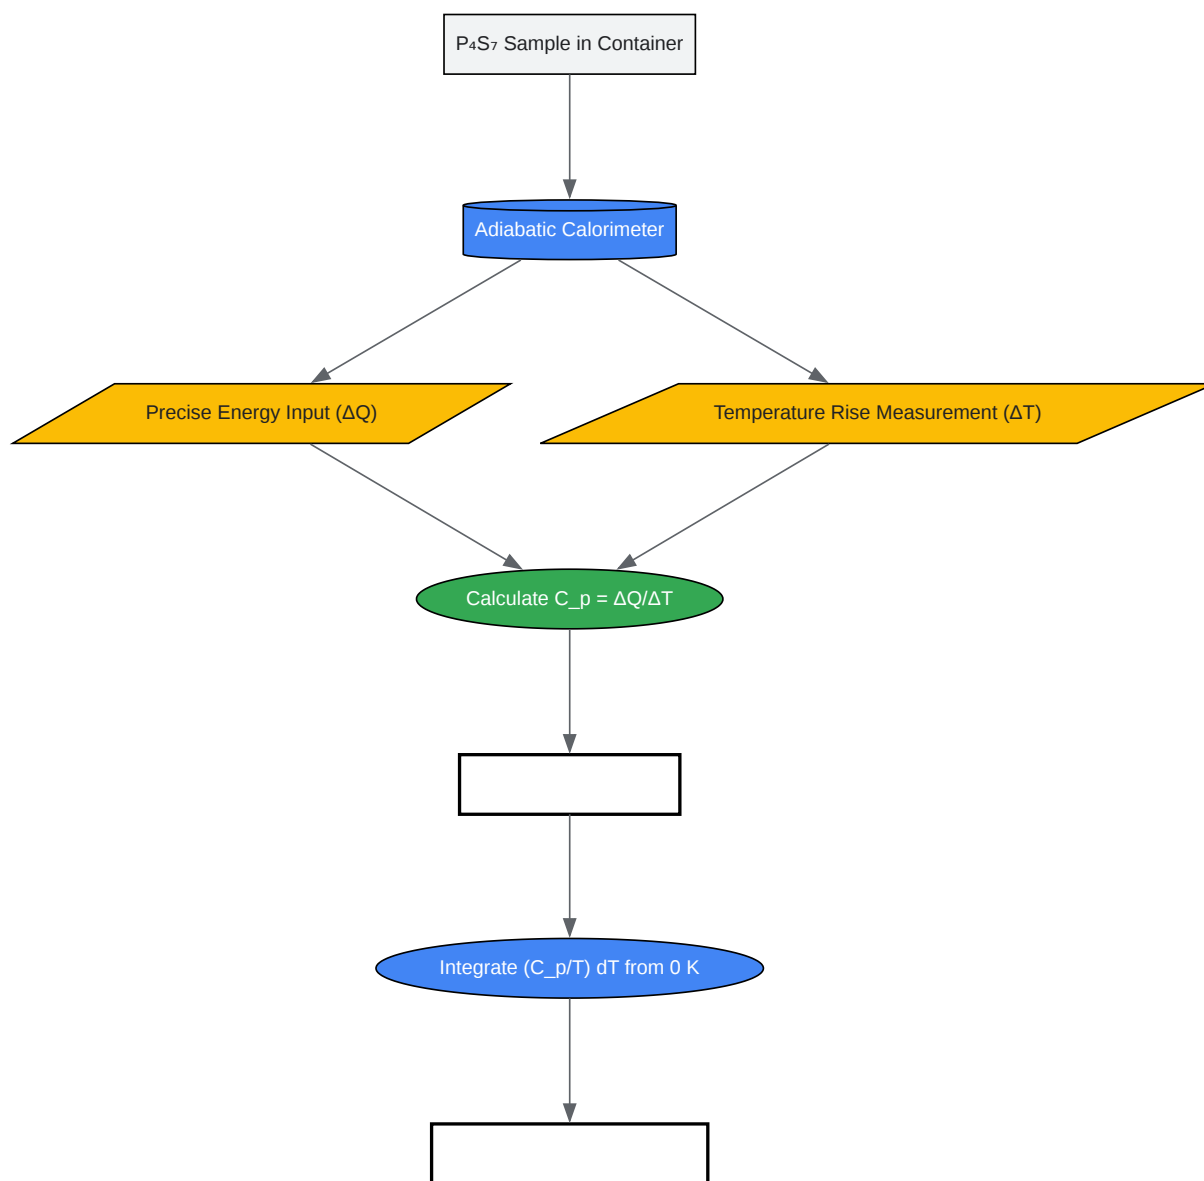 P₄S₇ Sample in Container
Adiabatic Calorimeter
Precise Energy Input (ΔQ)
Temperature Rise Measurement (ΔT)
Calculate C_p = ΔQ/ΔT
Integrate (C_p/T) dT from 0 K